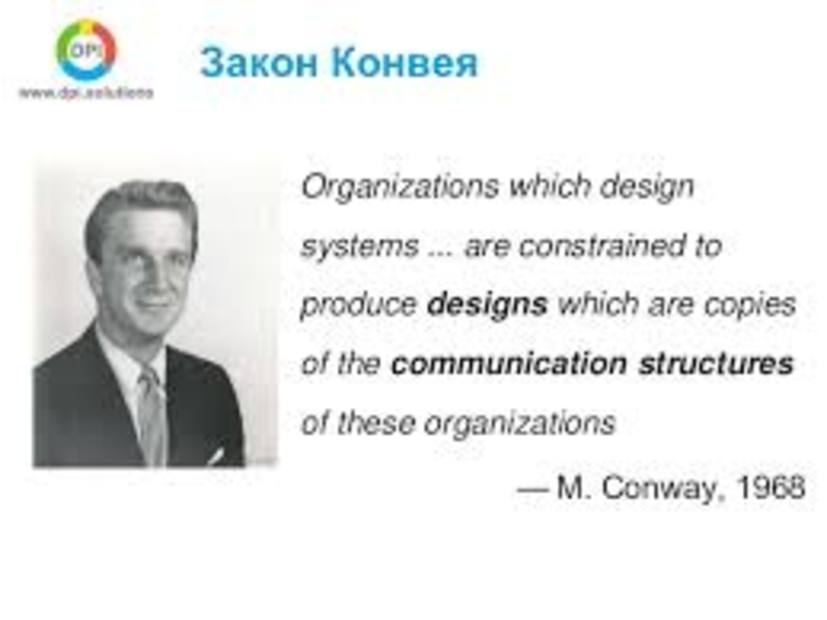 DPI
www.dpi.solutions
Закон Конвея
Organizations which design
systems ... are constrained to
produce designs which are copies
of the communication structures
of these organizations
— M. Conway, 1968